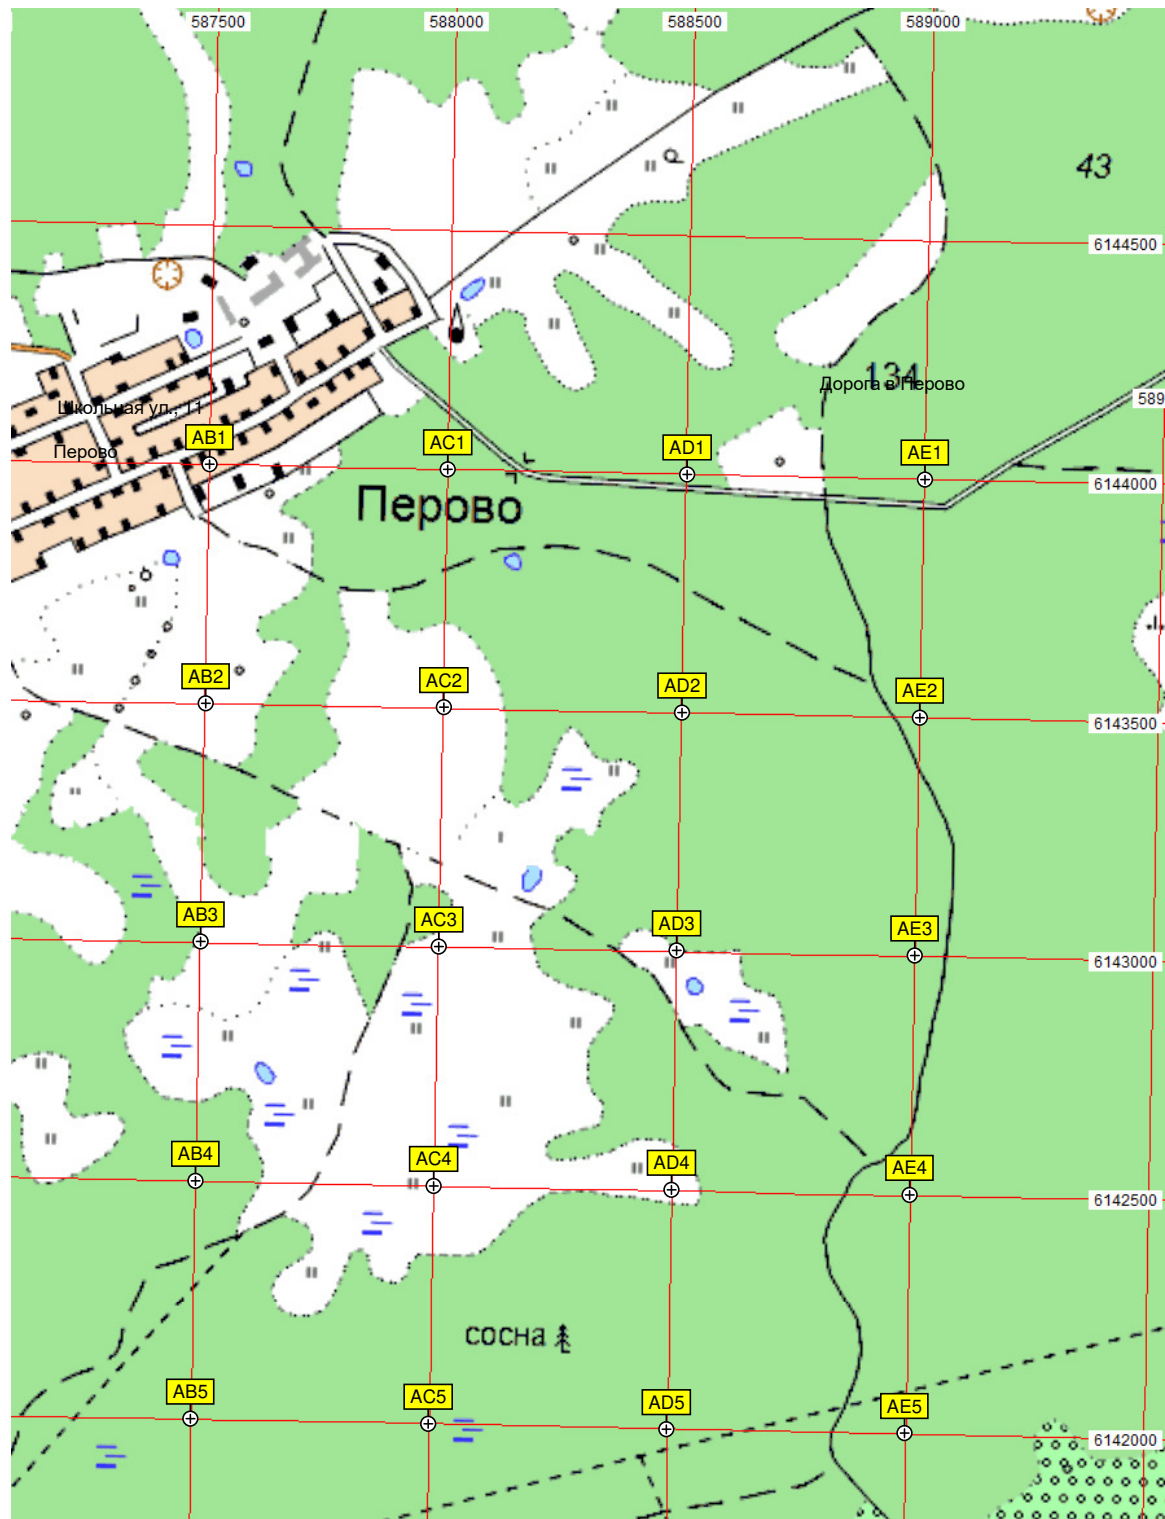 587500 588000 588500 589000
43
6144500
134
Дорога в Перово
589
Школьная ул., 11
AB1 AC1 AD1 AE1
Перово
6144000
Перово
AB2 AC2 AD2 AE2
6143500
AB3 AC3 AD3 AE3
6143000
AB4 AC4 AD4 AE4
6142500
сосна
AB5 AC5 AD5 AE5
6142000